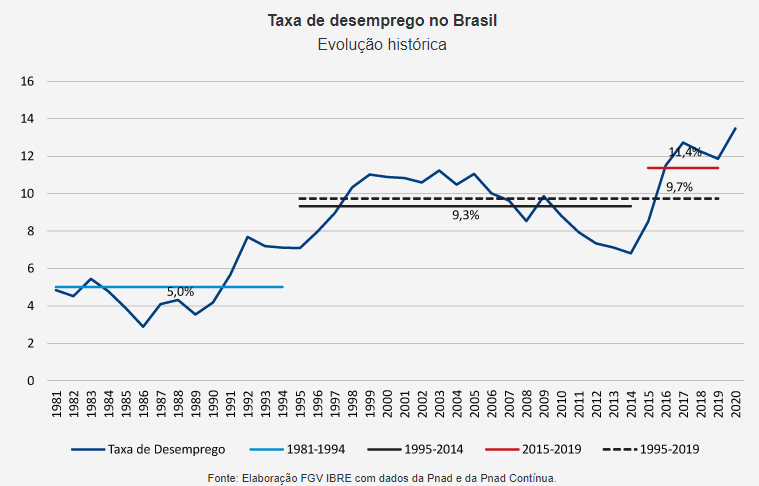 Taxa de desemprego no Brasil
Evolução histórica
16
14
12
10
8
6
4
2
0
11,4%
9,7%
9,3%
5,0%
1981 1982 1983 1984 1985 1986 1987 1988 1989 1990 1991 1992 1993 1994 1995 1996 1997 1998 1999 2000 2001 2002 2003 2004 2005 2006 2007 2008 2009 2010 2011 2012 2013 2014 2015 2016 2017 2018 2019 2020
Taxa de Desemprego 1981-1994 1995-2014 2015-2019 1995-2019
Fonte: Elaboração FGV IBRE com dados da Pnad e da Pnad Contínua.